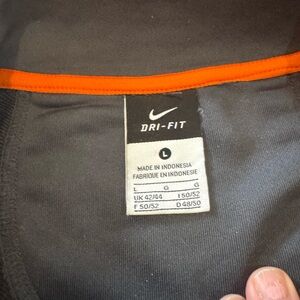 DRI-FIT
L
MADE IN INDONESIA
FABRIQUE EN INDONESIE
L G G
UK 42/44 I 50/52
F 50/52 D 48/50